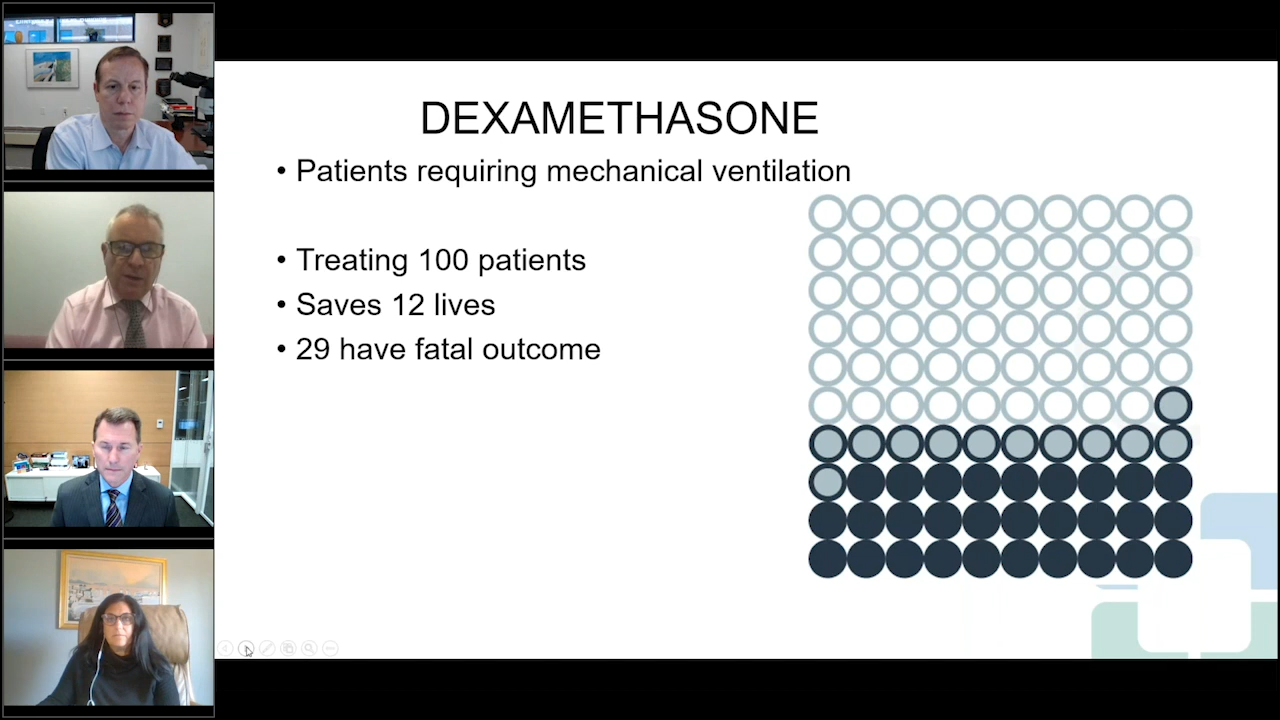 DEXAMETHASONE
• Patients requiring mechanical ventilation
• Treating 100 patients
• Saves 12 lives
• 29 have fatal outcome